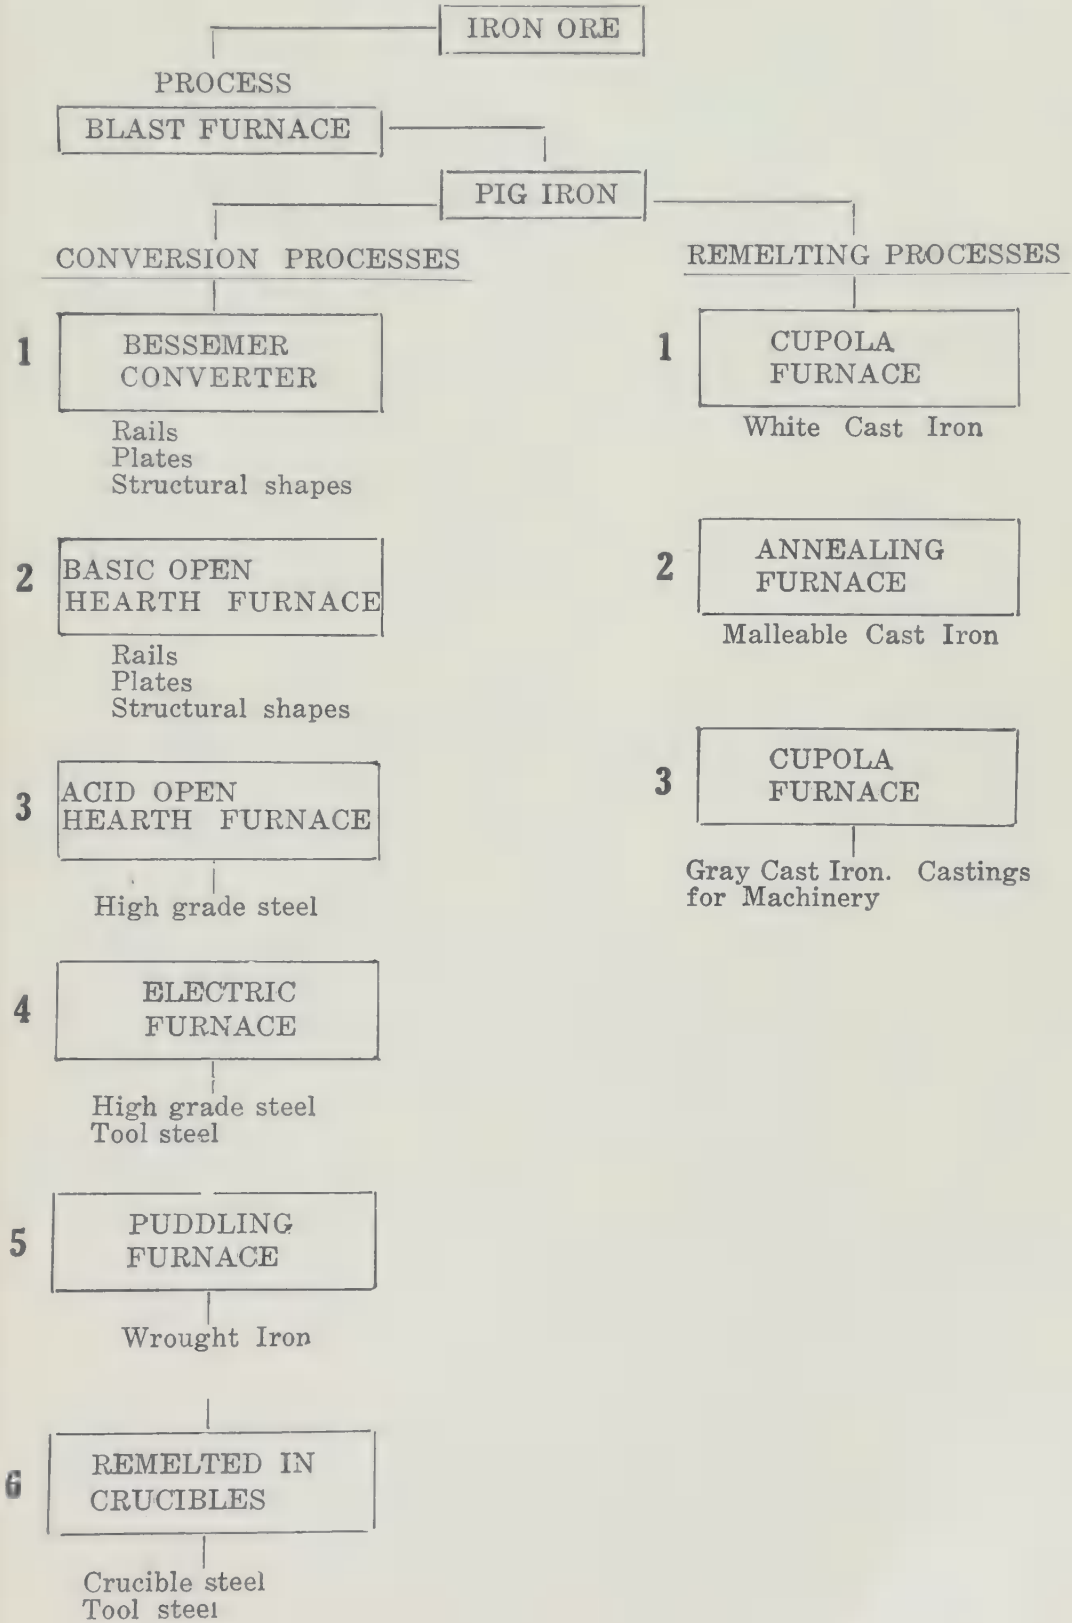 IRON ORE
PROCESS
BLAST FURNACE
PIG IRON
CONVERSION PROCESSES
1
BESSEMER
CONVERTER
Rails
Plates
Structural shapes
2
BASIC OPEN
HEARTH FURNACE
Rails
Plates
Structural shapes
3
ACID OPEN
HEARTH FURNACE
High grade steel
4
ELECTRIC
FURNACE
High grade steel
Tool steel
5
PUDDLING
FURNACE
Wrought Iron
6
REMELTED IN
CRUCIBLES
Crucible steel
Tool steel
REMELTING PROCESSES
1
CUPOLA
FURNACE
White Cast Iron
2
ANNEALING
FURNACE
Malleable Cast Iron
3
CUPOLA
FURNACE
Gray Cast Iron. Castings
for Machinery